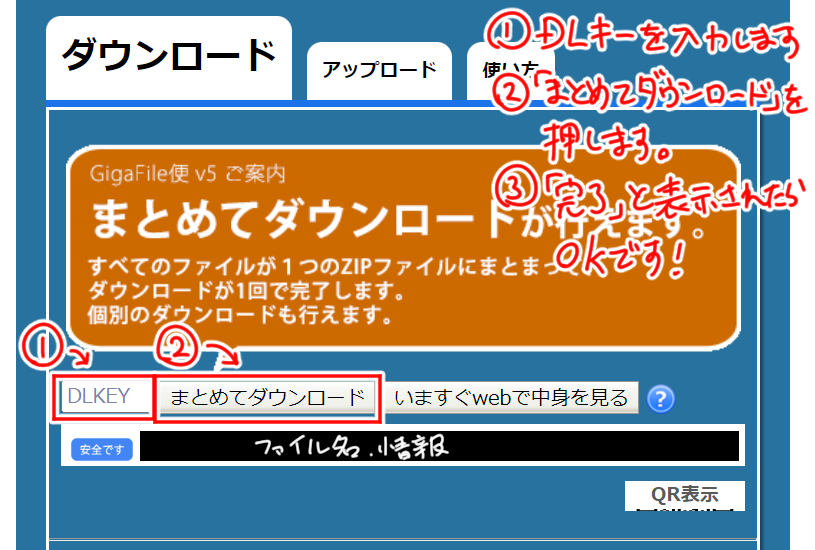 ダウンロード
アップロード
使い方
①DLキーを入力します
②「まとめてダウンロード」を
押します。
③「完了」と表示されたら
OKです!
GigaFile便 v5 ご案内
まとめてダウンロードが行えます。
すべてのファイルが1つのZIPファイルにまとまって
ダウンロードが1回で完了します。
個別のダウンロードも行えます。
① ②
DLKEY まとめてダウンロード いますぐwebで中身を見る ?
安全です ファイル名.情報
QR表示